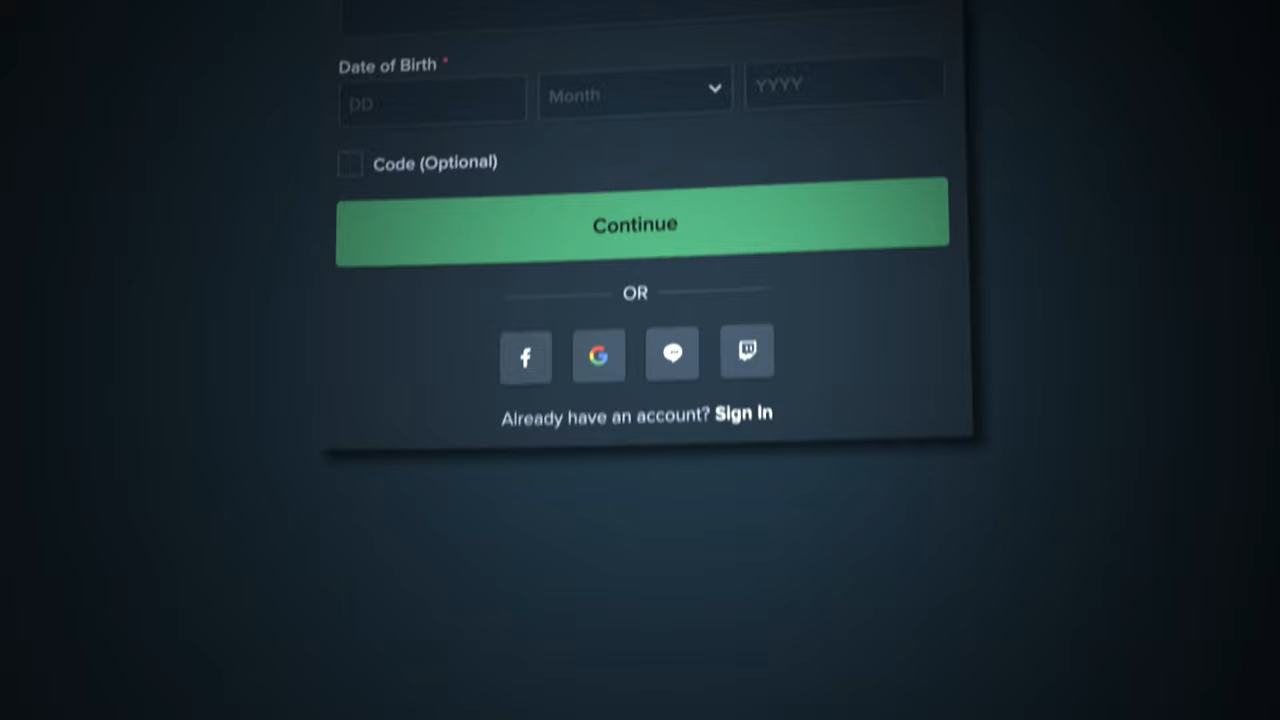 Date of Birth *
DD
Month
YYYY
Code (Optional)
Continue
OR
Already have an account? Sign In